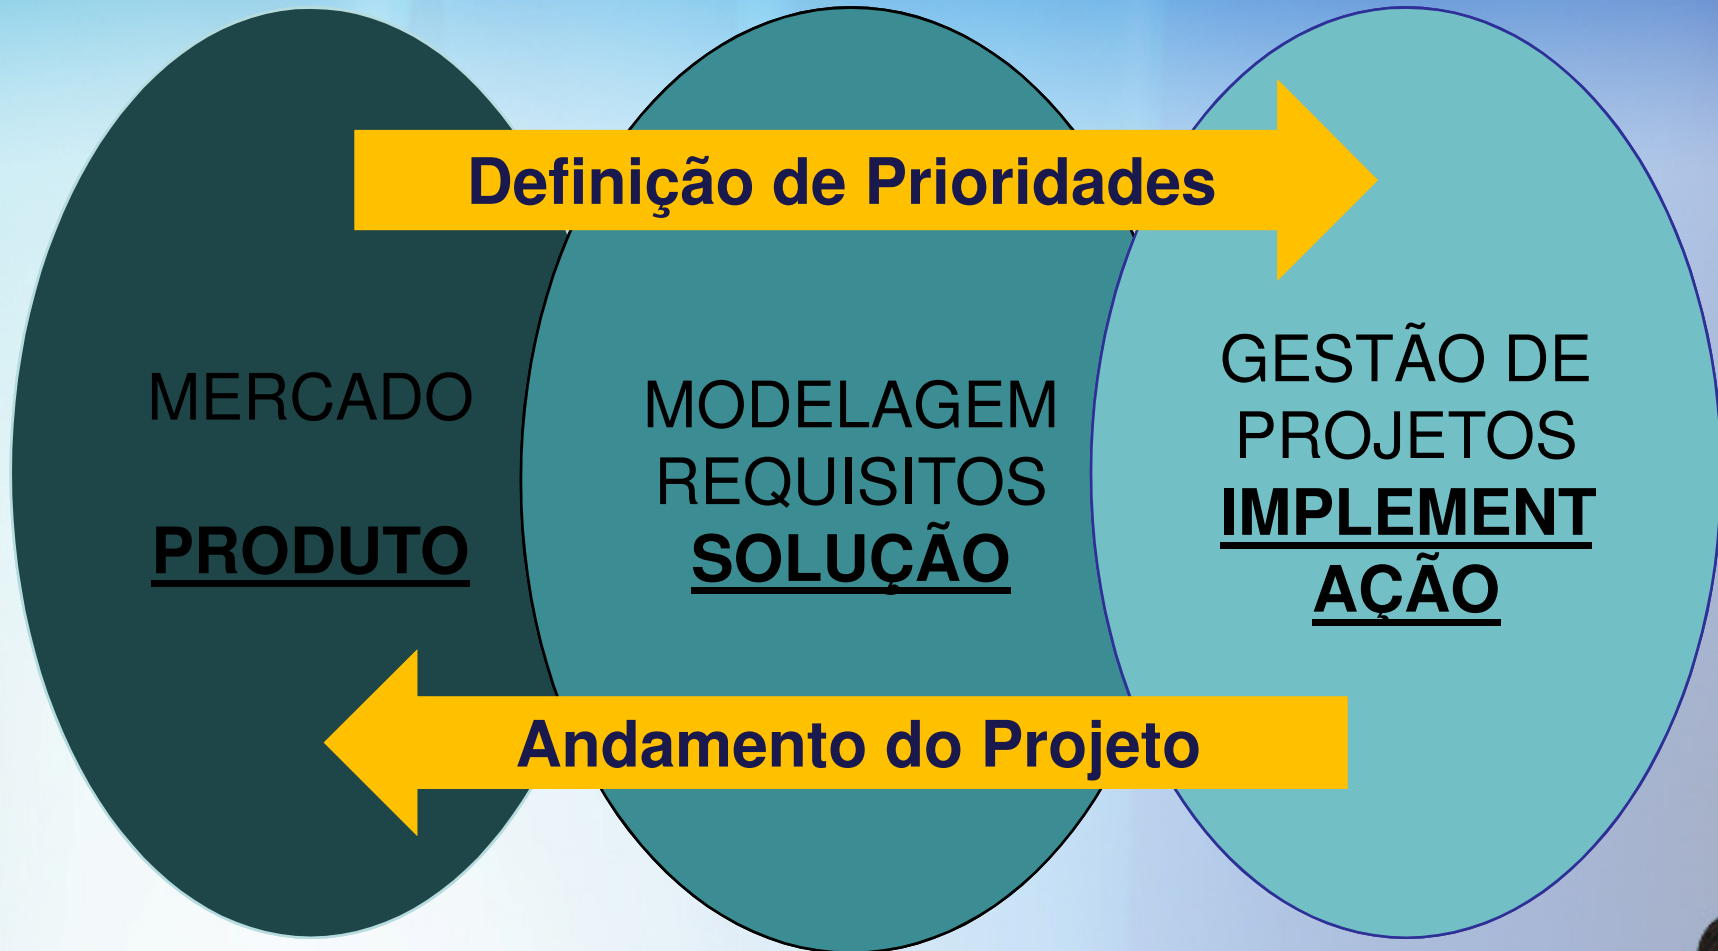 Definição de Prioridades
MERCADO
PRODUTO
MODELAGEM
REQUISITOS
SOLUÇÃO
GESTÃO DE
PROJETOS
IMPLEMENT
AÇÃO
Andamento do Projeto